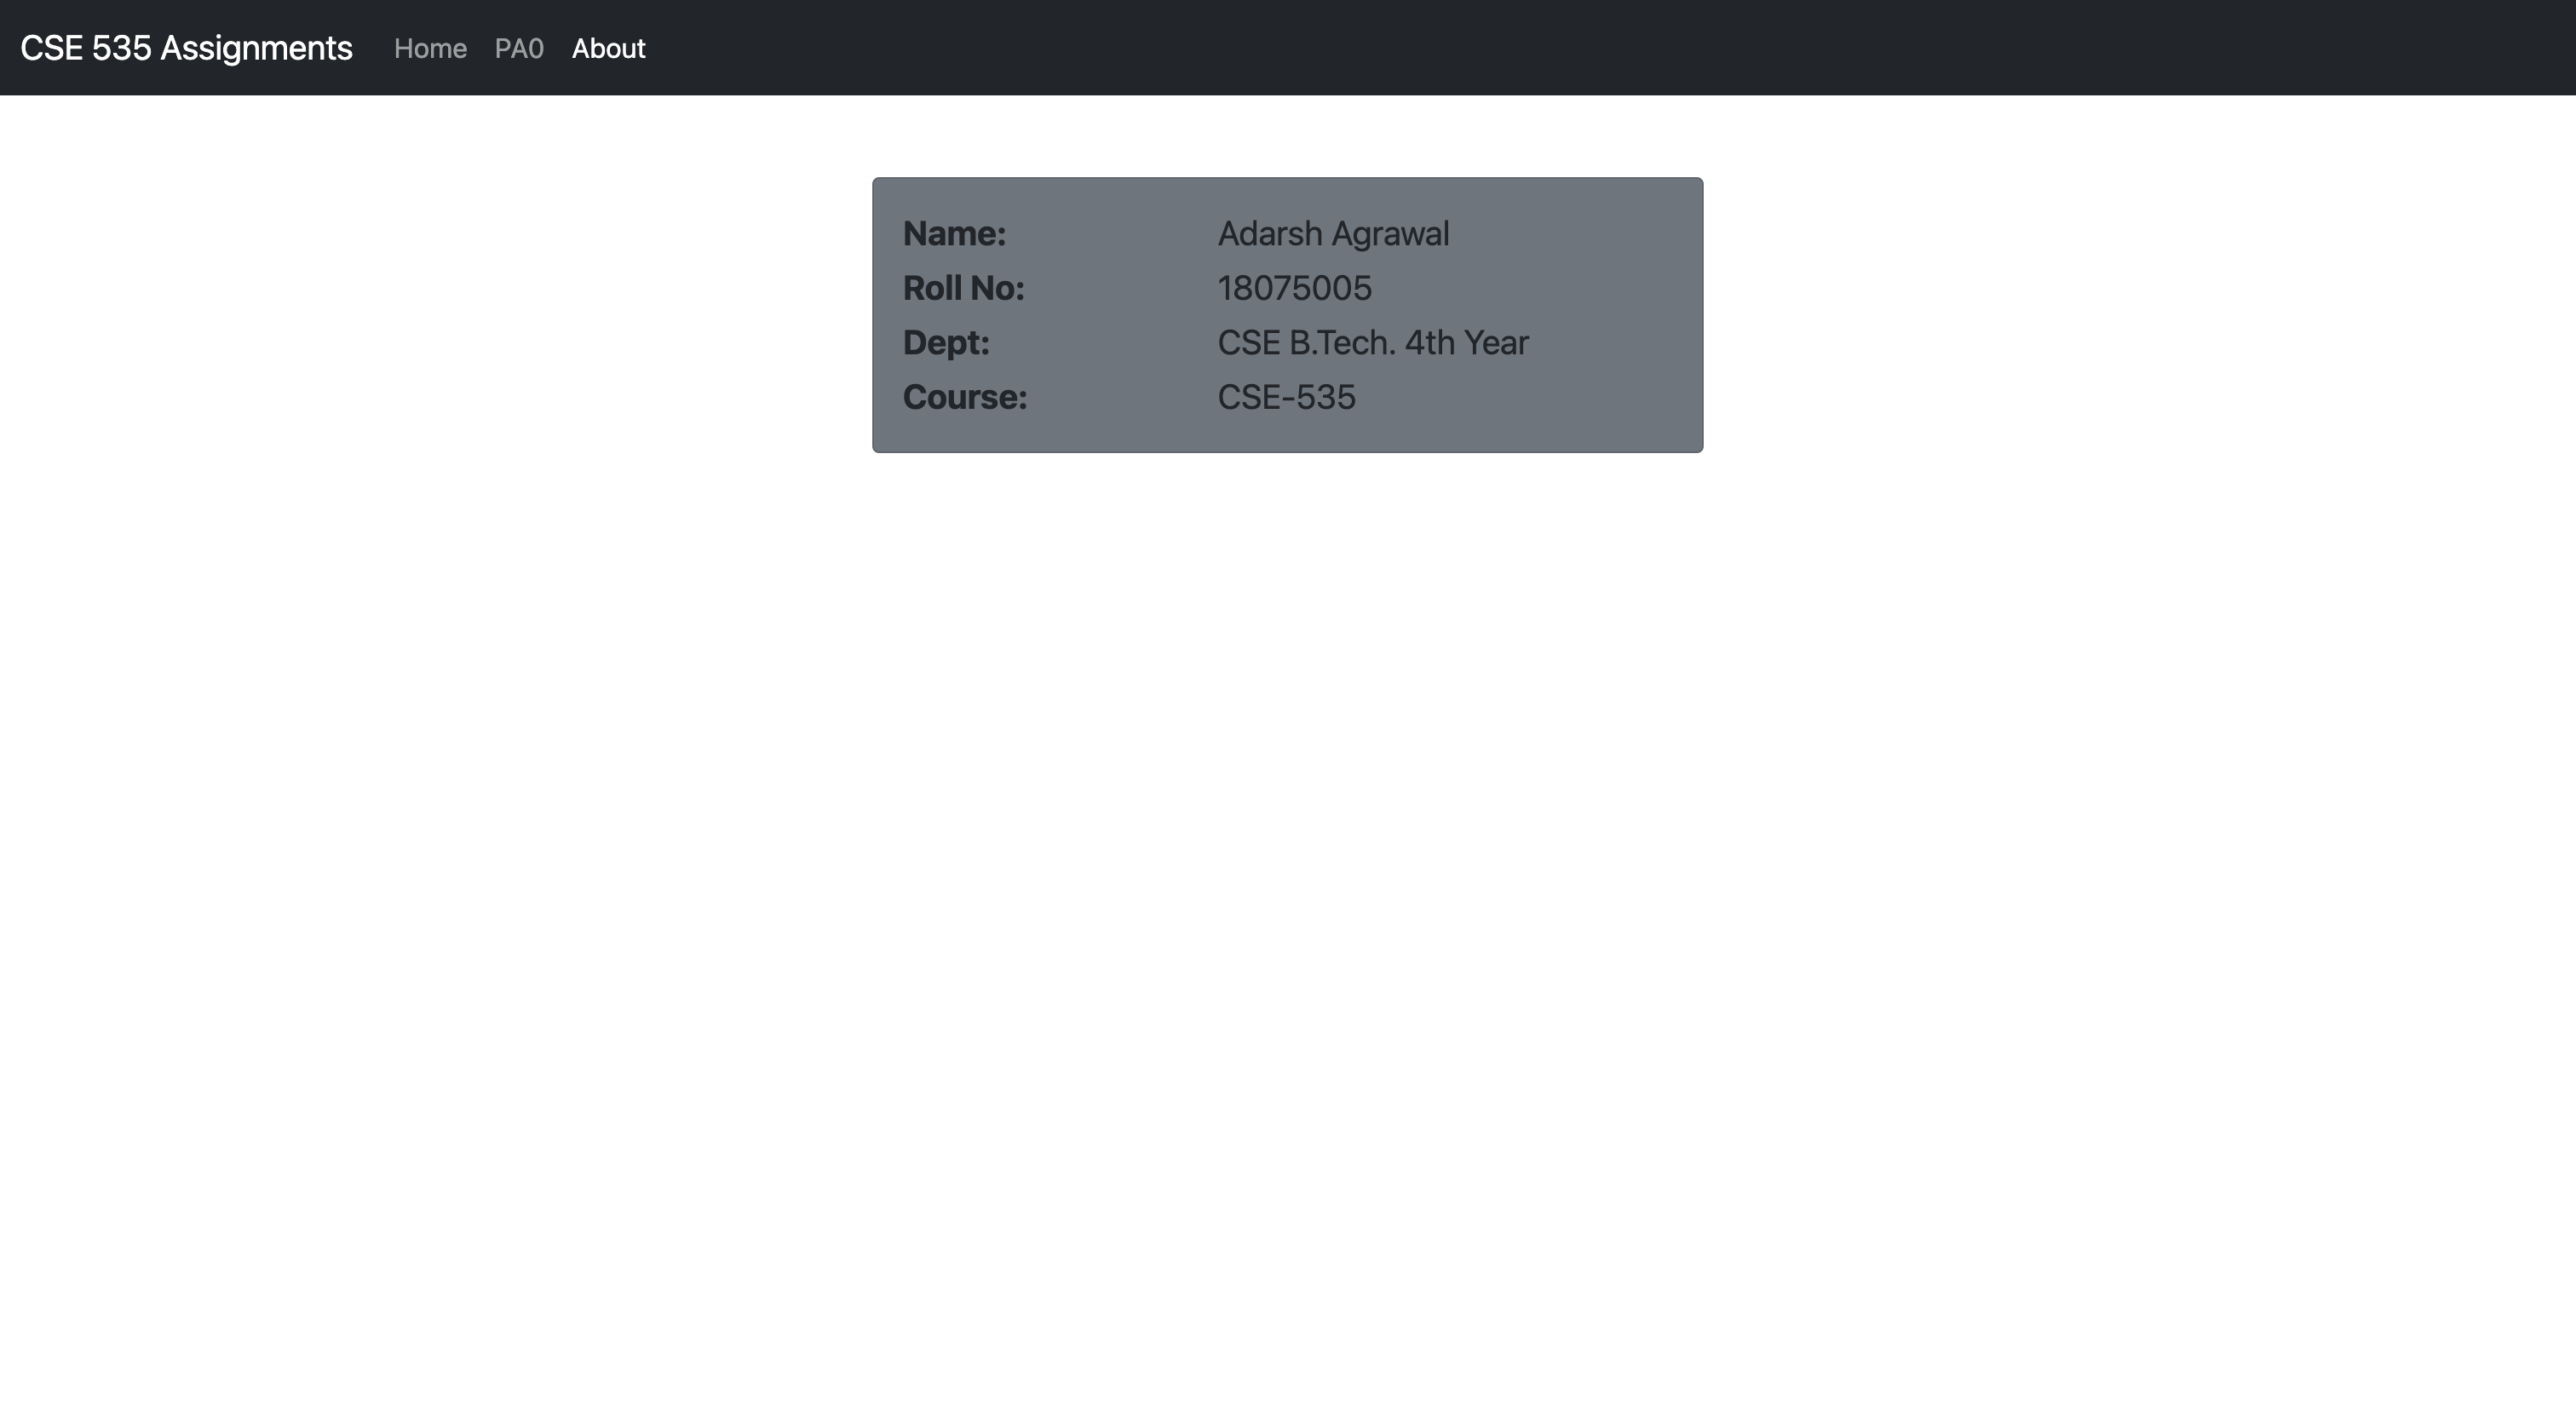 CSE 535 Assignments Home PA0 About
Name: Adarsh Agrawal
Roll No: 18075005
Dept: CSE B.Tech. 4th Year
Course: CSE-535